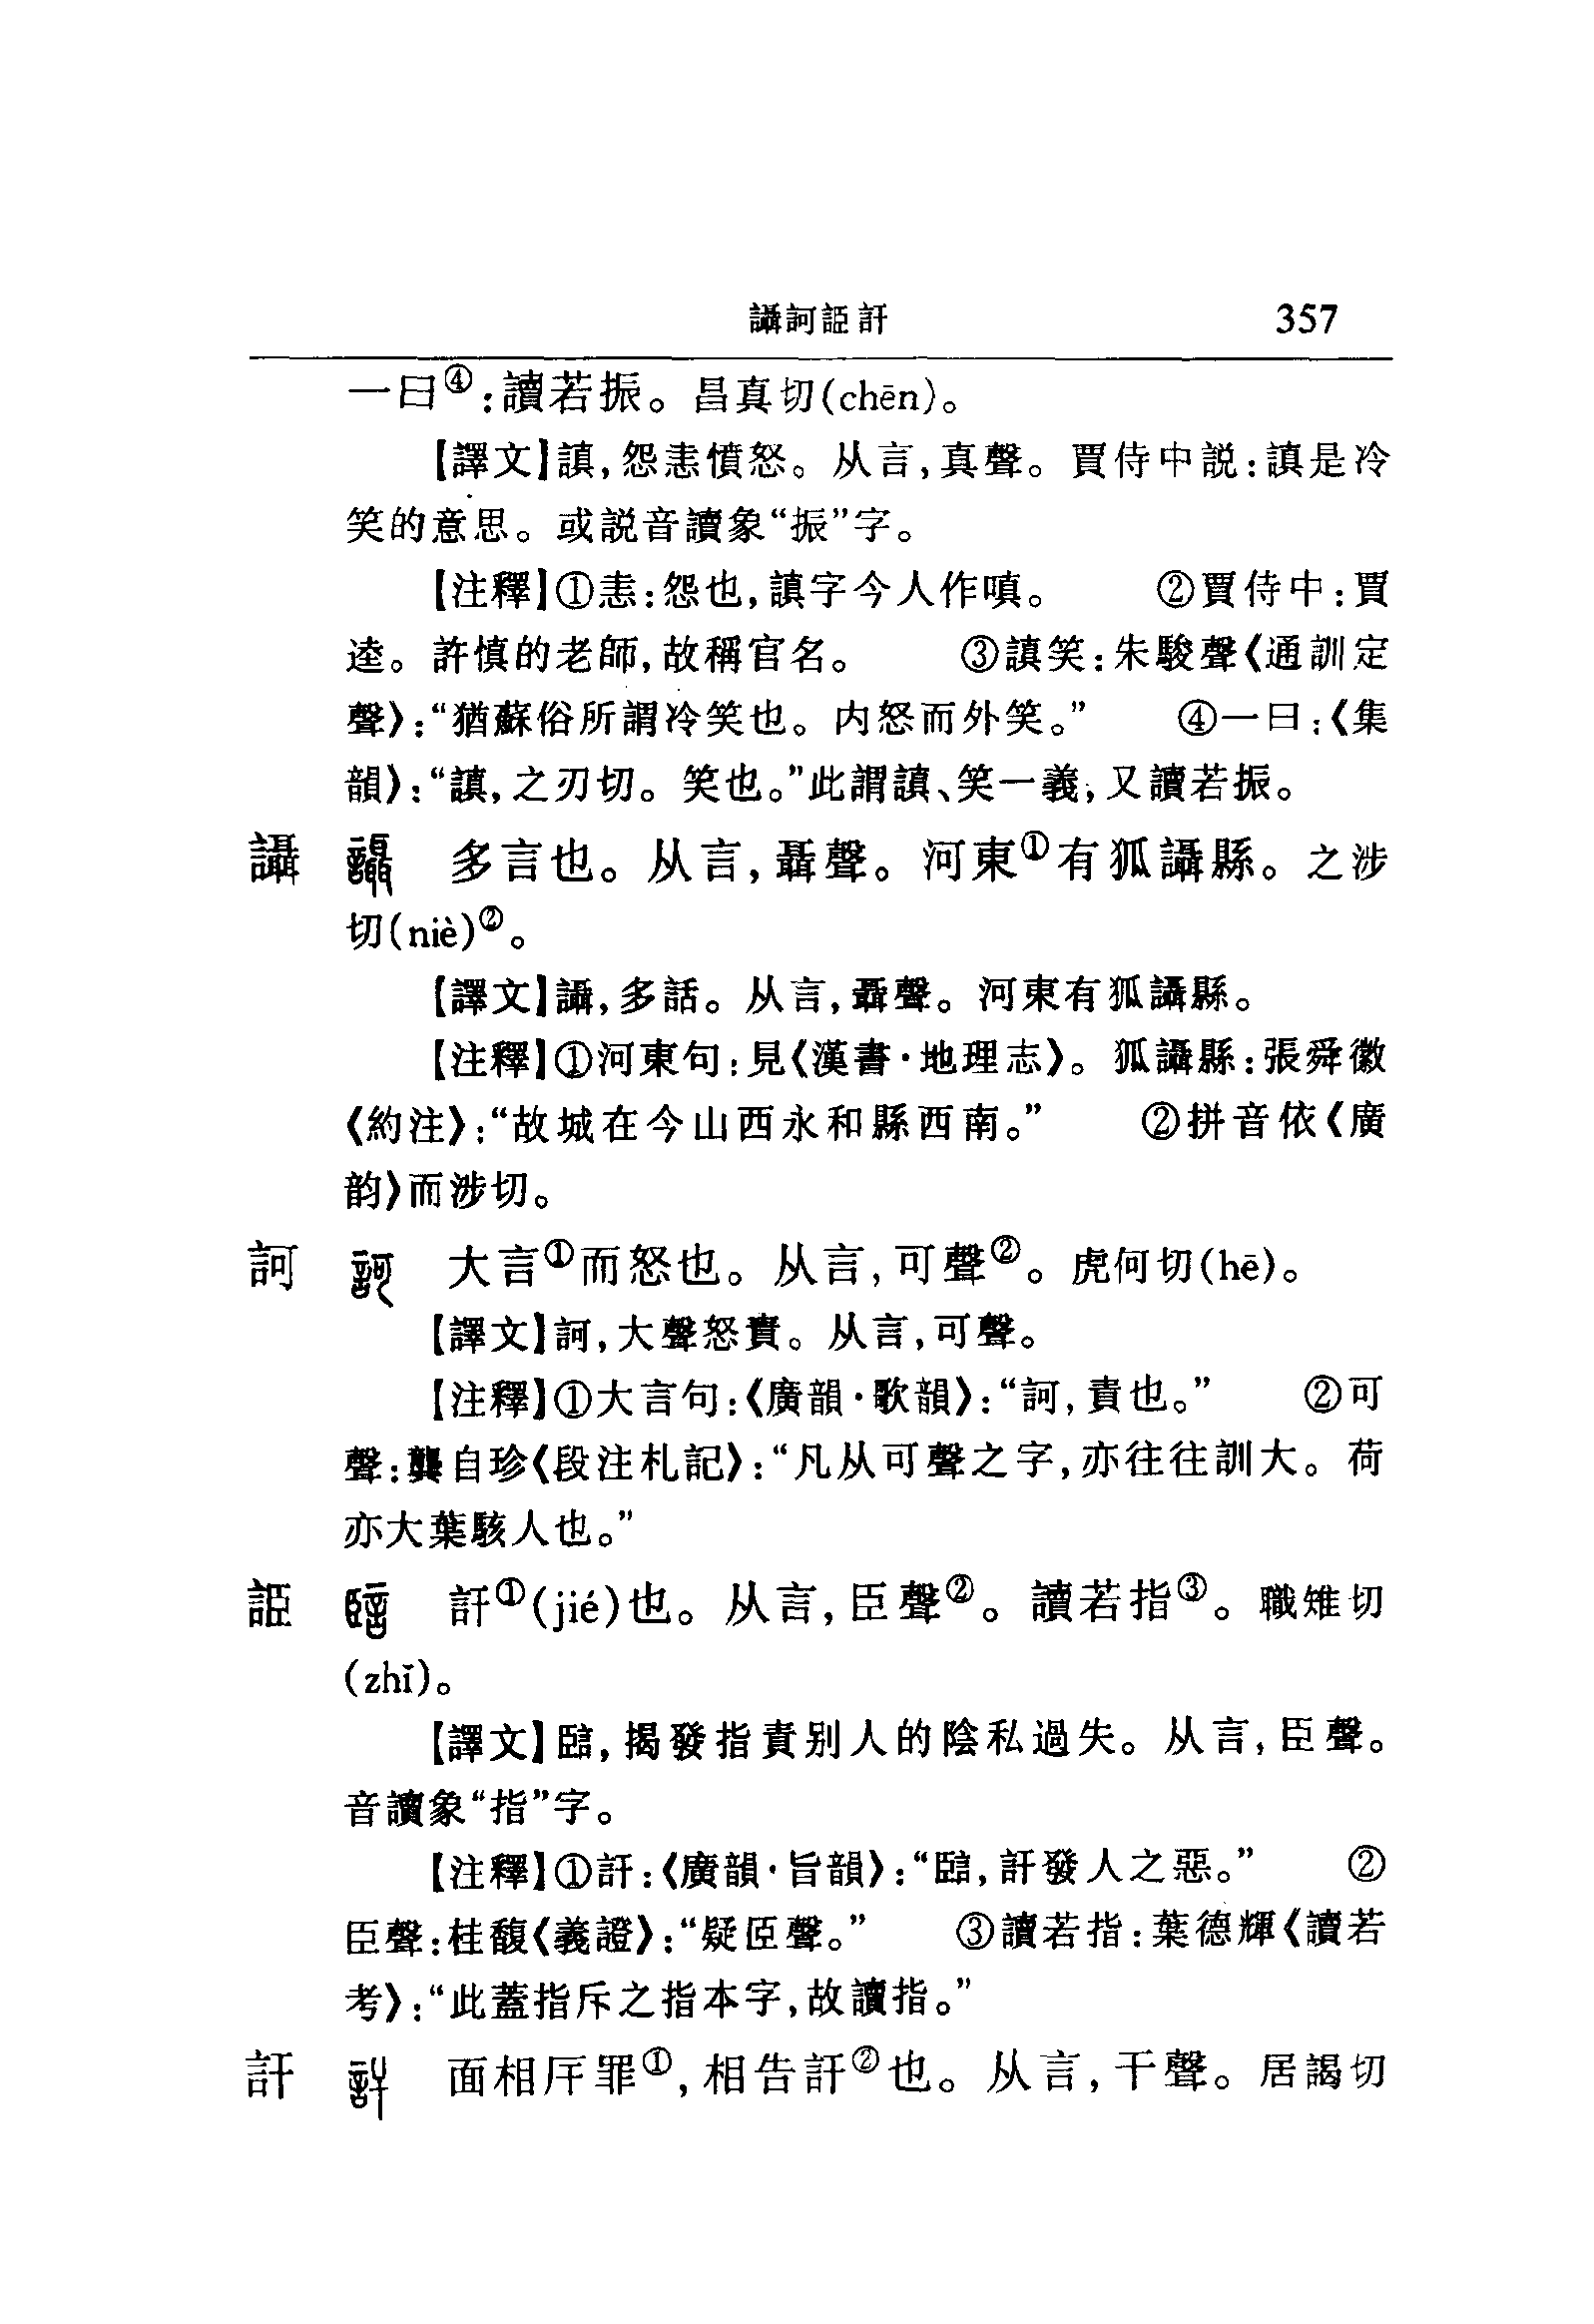 讘訶䛊訐 357
一曰④:讀若振。昌真切(chēn)。
【譯文】謓,怨恚憤怒。从言,真聲。賈侍中説:謓是冷
笑的意思。或説音讀象“振”字。
【注釋】①恚:怨也,謓字今人作嗔。 ②賈侍中:賈
逵。許慎的老師,故稱官名。 ③謓笑:朱駿聲《通訓定
聲》:“猶蘇俗所謂冷笑也。内怒而外笑。” ④一曰:《集
韻》:“謓,之刃切。笑也。”此謂謓、笑一義,又讀若振。
讘 讘 多言也。从言,聶聲。河東①有狐讘縣。之涉
切(niè)②。
【譯文】讘,多話。从言,聶聲。河東有狐讘縣。
【注釋】①河東句:見《漢書·地理志》。狐讘縣:張舜徽
《約注》:“故城在今山西永和縣西南。” ②拼音依《廣
韵》而涉切。
訶 訶 大言①而怒也。从言,可聲②。虎何切(hē)。
【譯文】訶,大聲怒責。从言,可聲。
【注釋】①大言句:《廣韻·歌韻》:“訶,責也。” ②可
聲:龔自珍《段注札記》:“凡从可聲之字,亦往往訓大。荷
亦大葉駭人也。”
䛊 䛊 訐①(jié)也。从言,臣聲②。讀若指③。職雉切
(zhǐ)。
【譯文】䛊,揭發指責别人的陰私過失。从言,臣聲。
音讀象“指”字。
【注釋】①訐:《廣韻·旨韻》:“䛊,訐發人之惡。” ②
臣聲:桂馥《義證》:“疑𦣞聲。” ③讀若指:葉德輝《讀若
考》:“此蓋指斥之指本字,故讀指。”
訐 訐 面相厈罪①,相告訐②也。从言,干聲。居謁切